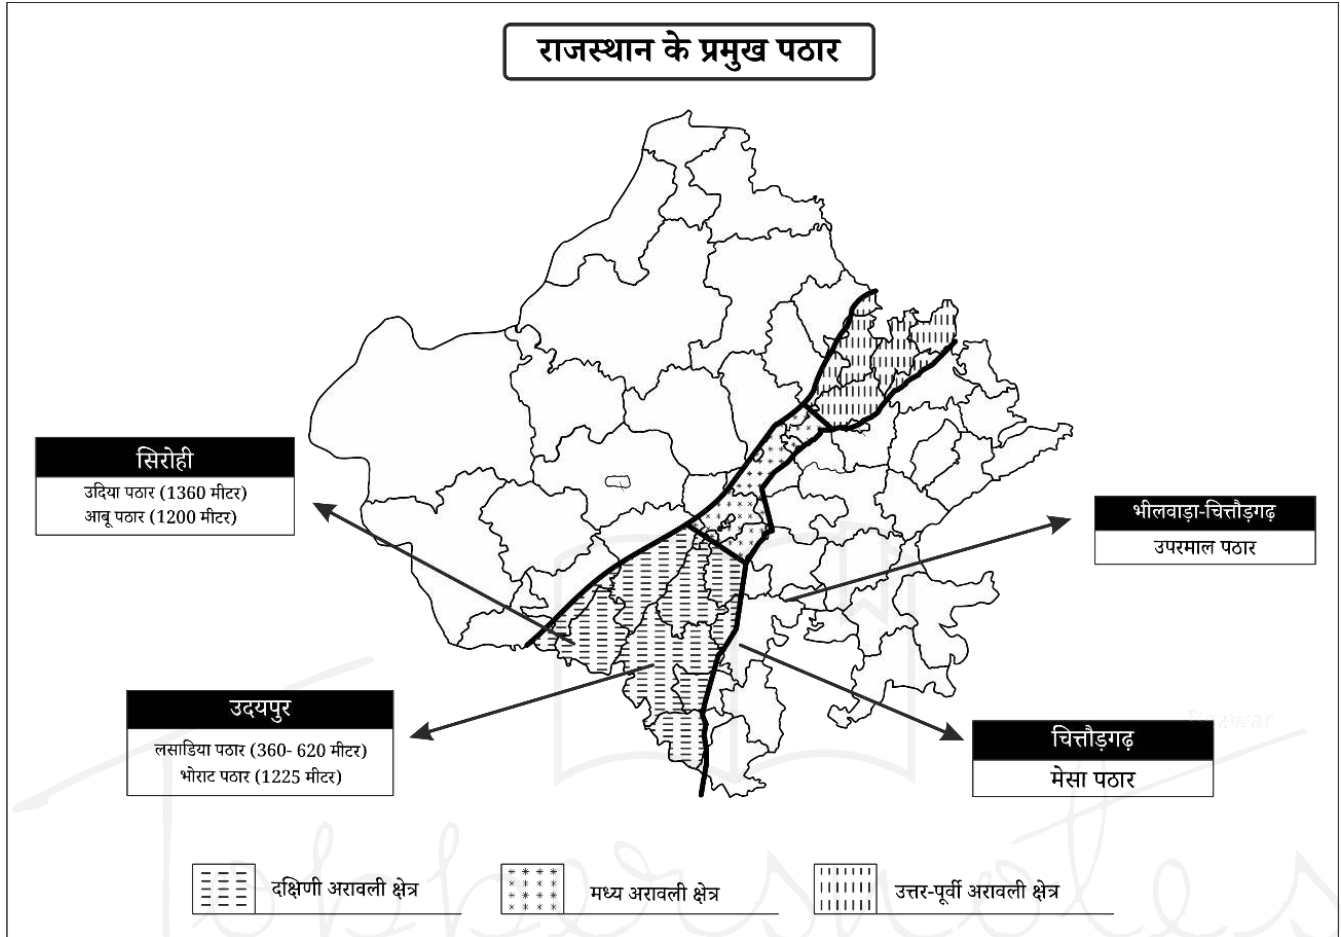 राजस्थान के प्रमुख पठार
सिरोही
उदिया पठार (1360 मीटर)
आबू पठार (1200 मीटर)
भीलवाड़ा-चित्तौड़गढ़
उपरमाल पठार
उदयपुर
लसाडिया पठार (360- 620 मीटर)
भोराट पठार (1225 मीटर)
चित्तौड़गढ़
मेसा पठार
दक्षिणी अरावली क्षेत्र
मध्य अरावली क्षेत्र
उत्तर-पूर्वी अरावली क्षेत्र
Toppersnotes